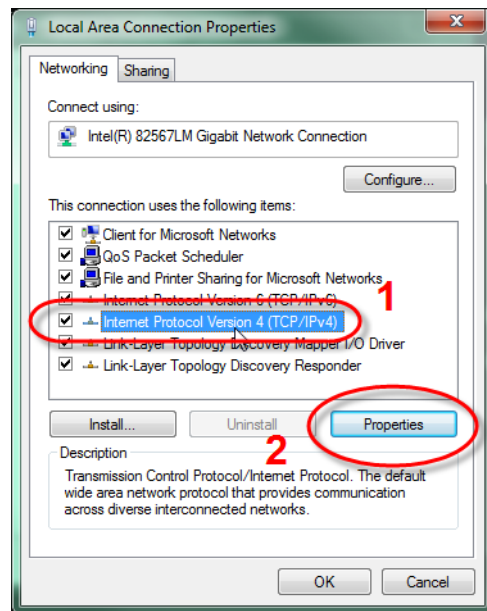 Local Area Connection Properties
Networking
Sharing
Connect using:
Intel(R) 82567LM Gigabit Network Connection
Configure...
This connection uses the following items:
Client for Microsoft Networks
QoS Packet Scheduler
File and Printer Sharing for Microsoft Networks
Internet Protocol Version 6 (TCP/IPv6)
1
Internet Protocol Version 4 (TCP/IPv4)
Link-Layer Topology Discovery Mapper I/O Driver
Link-Layer Topology Discovery Responder
Install...
Uninstall
Properties
2
Description
Transmission Control Protocol/Internet Protocol. The default
wide area network protocol that provides communication
across diverse interconnected networks.
OK
Cancel